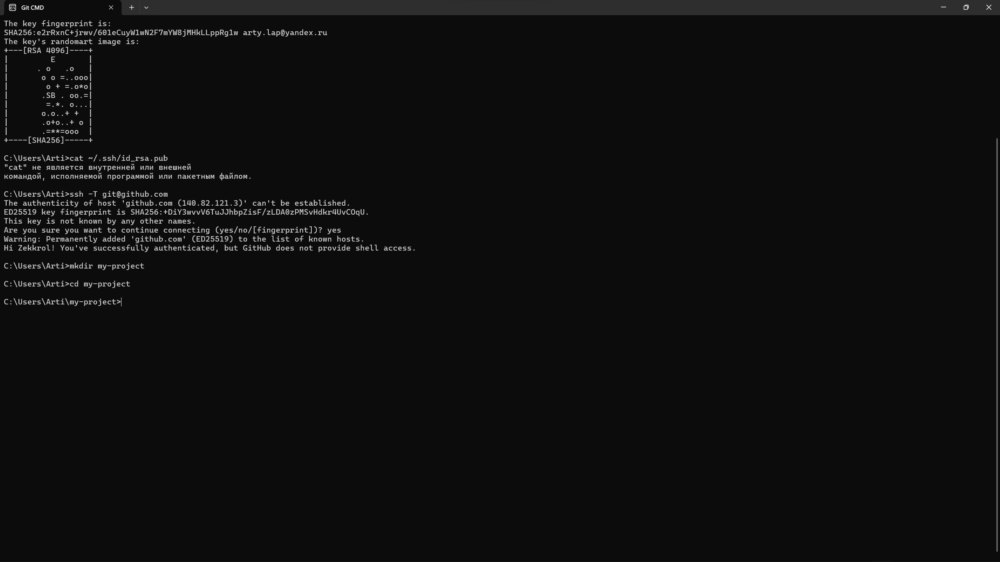 Git CMD
The key fingerprint is:
SHA256:e2rRxnC+jrwv/601eCuyW1wN2F7mYW8jMHkLLppRg1w arty.lap@yandex.ru
The key's randomart image is:
+---[RSA 4096]----+
|         E       |
|      . o   .o   |
|       o o =..ooo|
|        o + =.o*o|
|       .SB . oo.=|
|        =.*. o...|
|       o.o..+ +  |
|       .o+o..+ o |
|       .=**=ooo  |
+----[SHA256]-----+
C:\Users\Arti>cat ~/.ssh/id_rsa.pub
"cat" не является внутренней или внешней
командой, исполняемой программой или пакетным файлом.
C:\Users\Arti>ssh -T git@github.com
The authenticity of host 'github.com (140.82.121.3)' can't be established.
ED25519 key fingerprint is SHA256:+DiY3wvvV6TuJJhbpZisF/zLDA0zPMSvHdkr4UvCOqU.
This key is not known by any other names.
Are you sure you want to continue connecting (yes/no/[fingerprint])? yes
Warning: Permanently added 'github.com' (ED25519) to the list of known hosts.
Hi Zekkrol! You've successfully authenticated, but GitHub does not provide shell access.
C:\Users\Arti>mkdir my-project
C:\Users\Arti>cd my-project
C:\Users\Arti\my-project>